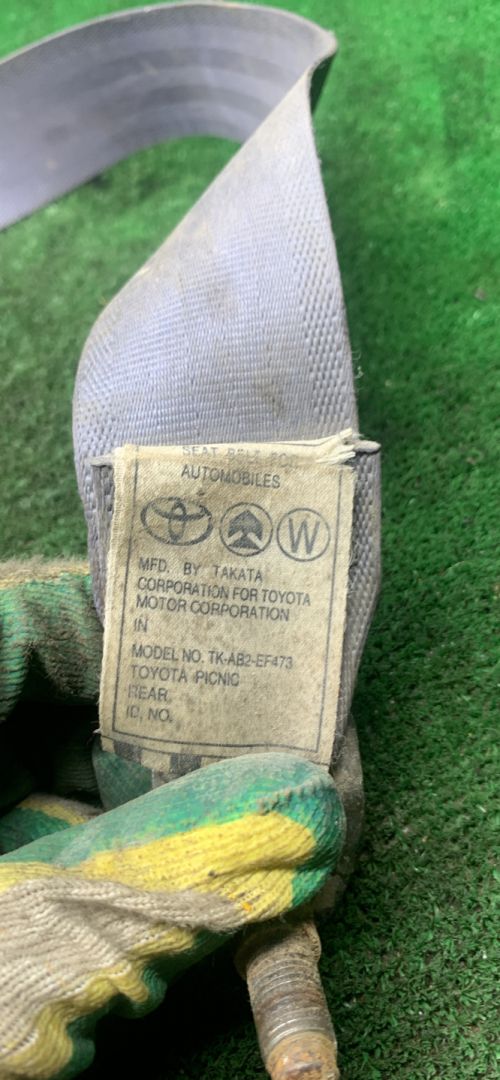 SEAT BELT FOR
AUTOMOBILES
W
MFD. BY TAKATA
CORPORATION FOR TOYOTA
MOTOR CORPORATION
IN
MODEL NO. TK-AB2-EF473
TOYOTA PICNIC
REAR.
ID, NO.